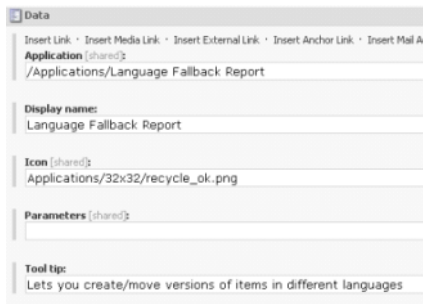 Data
Insert Link · Insert Media Link · Insert External Link · Insert Anchor Link · Insert Mail
Application [shared]:
/Applications/Language Fallback Report
Display name:
Language Fallback Report
Icon [shared]:
Applications/32x32/recycle_ok.png
Parameters [shared]:
Tool tip:
Lets you create/move versions of items in different languages